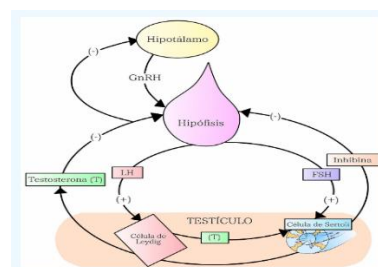 Hipotálamo
(-)
GnRH
Hipófisis
(-)
(-)
Inhibina
LH
FSH
Testosterona (T)
(+)
(+)
TESTÍCULO
Célula de Leydig
(T)
Célula de Sertoli